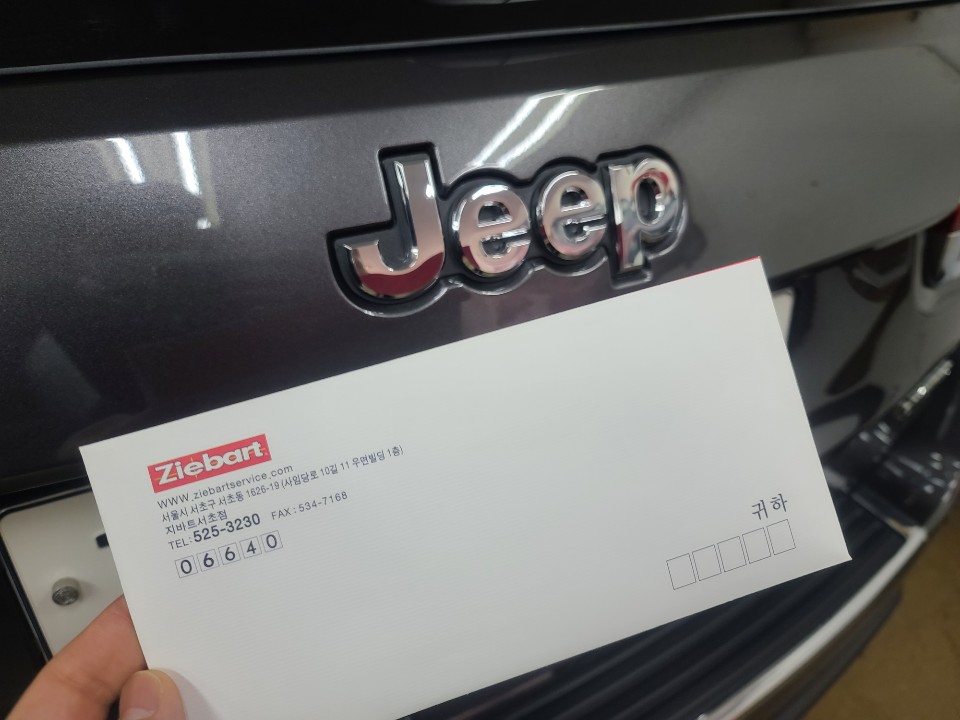 Jeep
Ziebart
www.ziebartservice.com
서울시 서초구 서초동 1626-19 (사임당로 10길 11 우면빌딩 1층)
지바트서초점
TEL:525-3230 FAX : 534-7168
06640
귀하